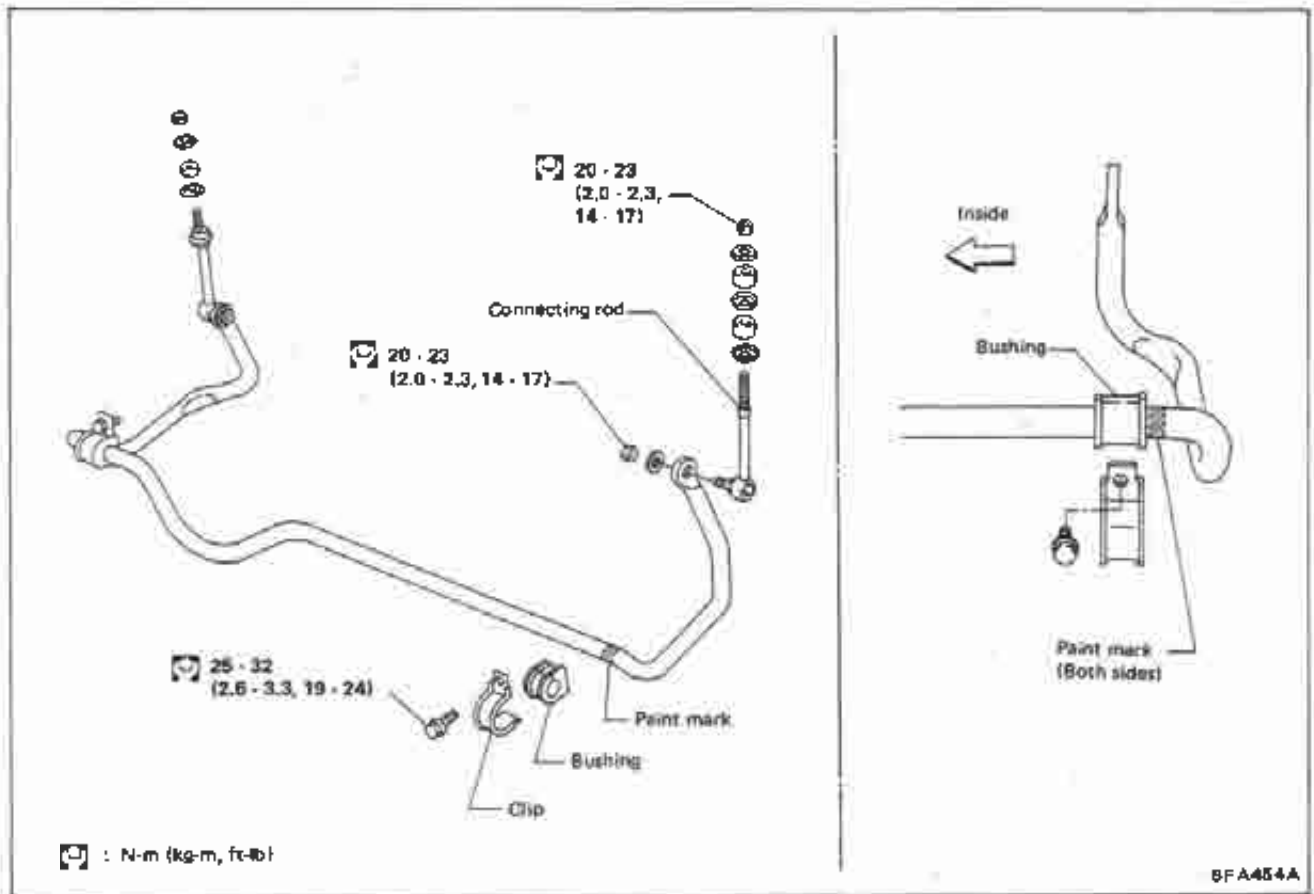 20 - 23
(2.0 - 2.3,
14 - 17)
Connecting rod
20 - 23
(2.0 - 2.3, 14 - 17)
25 - 32
(2.6 - 3.3, 19 - 24)
Paint mark
Bushing
Clip
: N-m (kg-m, ft-lb)
Inside
Bushing
Paint mark
(Both sides)
SFA454A